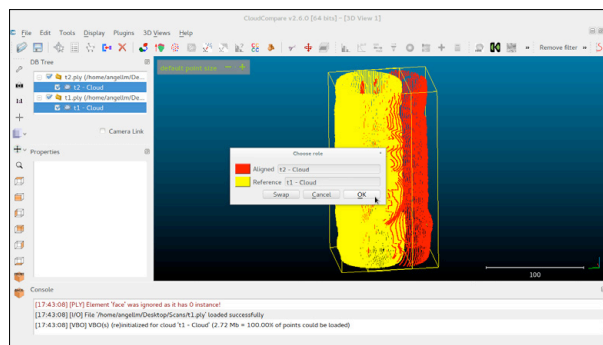 CloudCompare v2.6.0 [64 bits] - [3D View 1]
File Edit Tools Display Plugins 3D Views Help
Remove filter
DB Tree
default point size
t2.ply (/home/angellm/De...
t2 - Cloud
t1.ply (/home/angellm/De...
t1 - Cloud
1:1
Camera Link
Properties
Choose role
Aligned t2 - Cloud
Reference t1 - Cloud
Swap Cancel OK
100
Console
[17:43:08] [PLY] Element 'face' was ignored as it has 0 instance!
[17:43:08] [I/O] File '/home/angellm/Desktop/Scans/t1.ply' loaded successfully
[17:43:08] [VBO] VBO(s) (re)initialized for cloud 't1 - Cloud' (2.72 Mb = 100.00% of points could be loaded)